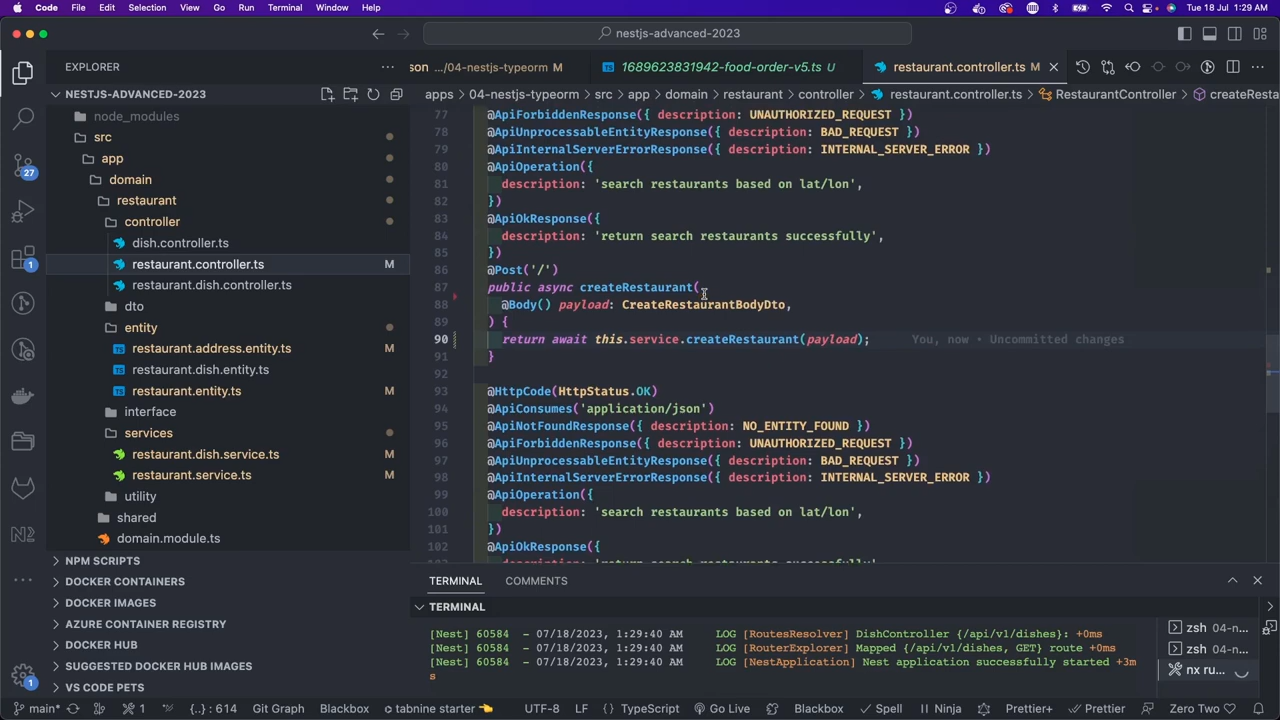 Code File Edit Selection View Go Run Terminal Window Help Tue 18 Jul 1:29 AM
nestjs-advanced-2023
EXPLORER
NESTJS-ADVANCED-2023
node_modules
src
app
domain
restaurant
controller
dish.controller.ts
restaurant.controller.ts M
restaurant.dish.controller.ts
dto
entity
restaurant.address.entity.ts M
restaurant.dish.entity.ts
restaurant.entity.ts M
interface
services
restaurant.dish.service.ts M
restaurant.service.ts M
utility
shared
domain.module.ts
NPM SCRIPTS
DOCKER CONTAINERS
DOCKER IMAGES
AZURE CONTAINER REGISTRY
DOCKER HUB
SUGGESTED DOCKER HUB IMAGES
VS CODE PETS
27
1
1
son …/04-nestjs-typeorm M 1689623831942-food-order-v5.ts U restaurant.controller.ts M
apps > 04-nestjs-typeorm > src > app > domain > restaurant > controller > restaurant.controller.ts > RestaurantController > createResta
77 @ApiForbiddenResponse({ description: UNAUTHORIZED_REQUEST })
78 @ApiUnprocessableEntityResponse({ description: BAD_REQUEST })
79 @ApiInternalServerErrorResponse({ description: INTERNAL_SERVER_ERROR })
80 @ApiOperation({
81 description: 'search restaurants based on lat/lon',
82 })
83 @ApiOkResponse({
84 description: 'return search restaurants successfully',
85 })
86 @Post('/')
87 public async createRestaurant(
88 @Body() payload: CreateRestaurantBodyDto,
89 ) {
90 return await this.service.createRestaurant(payload); You, now • Uncommitted changes
91 }
92
93 @HttpCode(HttpStatus.OK)
94 @ApiConsumes('application/json')
95 @ApiNotFoundResponse({ description: NO_ENTITY_FOUND })
96 @ApiForbiddenResponse({ description: UNAUTHORIZED_REQUEST })
97 @ApiUnprocessableEntityResponse({ description: BAD_REQUEST })
98 @ApiInternalServerErrorResponse({ description: INTERNAL_SERVER_ERROR })
99 @ApiOperation({
100 description: 'search restaurants based on lat/lon',
101 })
102 @ApiOkResponse({
TERMINAL COMMENTS
TERMINAL
[Nest] 60584 - 07/18/2023, 1:29:40 AM LOG [RoutesResolver] DishController {/api/v1/dishes}: +0ms
[Nest] 60584 - 07/18/2023, 1:29:40 AM LOG [RouterExplorer] Mapped {/api/v1/dishes, GET} route +0ms
[Nest] 60584 - 07/18/2023, 1:29:40 AM LOG [NestApplication] Nest application successfully started +3m
s
zsh 04-n...
zsh 04-n...
nx ru...
main* 1 {..} : 614 Git Graph Blackbox tabnine starter UTF-8 LF TypeScript Go Live Blackbox Spell Ninja Prettier+ Prettier Zero Two